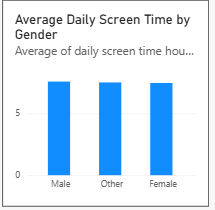 Average Daily Screen Time by
Gender
Average of daily screen time hou...
5
0
Male Other Female